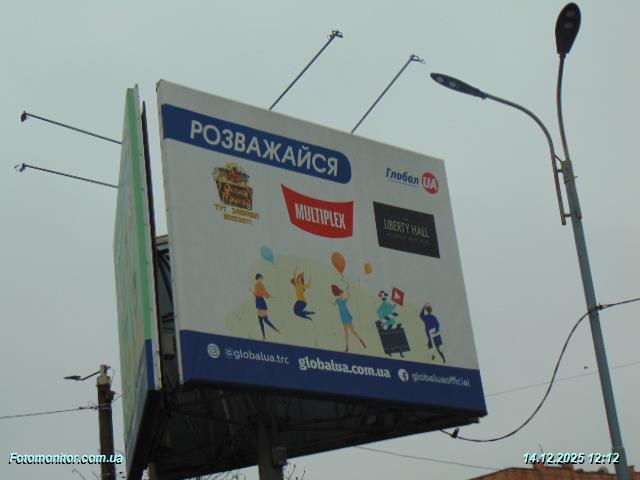 РОЗВАЖАЙСЯ
Глобал UA
MULTIPLEX
LIBERTY HALL
@globalua.trc globalua.com.ua globaluaofficial
Fotomonitor.com.ua
14.12.2025 12:12